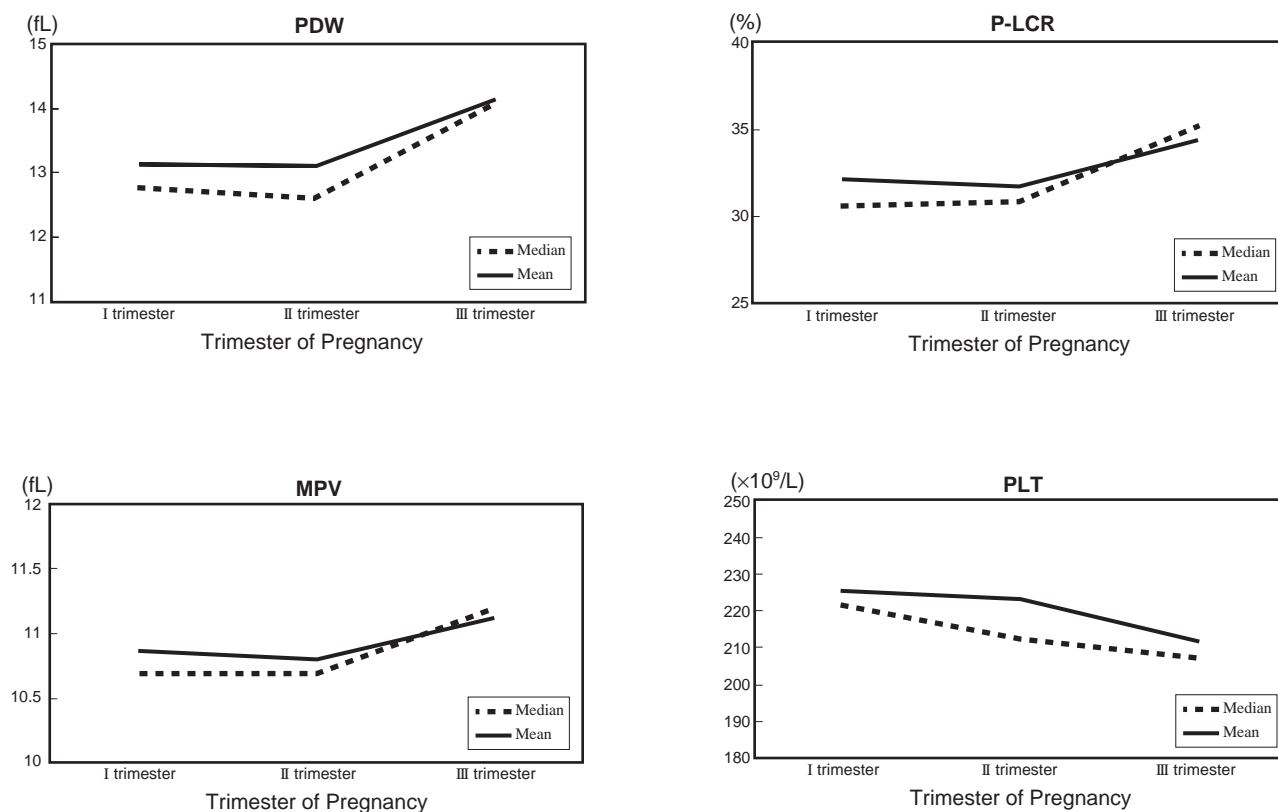 (fL)
PDW
15
14
13
12
11
Median
Mean
Ⅰ trimester
Ⅱ trimester
Ⅲ trimester
Trimester of Pregnancy
(%)
P-LCR
40
35
30
25
Median
Mean
Ⅰ trimester
Ⅱ trimester
Ⅲ trimester
Trimester of Pregnancy
(fL)
MPV
12
11.5
11
10.5
10
Median
Mean
Ⅰ trimester
Ⅱ trimester
Ⅲ trimester
Trimester of Pregnancy
(×10⁹/L)
PLT
250
240
230
220
210
200
190
180
Median
Mean
Ⅰ trimester
Ⅱ trimester
Ⅲ trimester
Trimester of Pregnancy